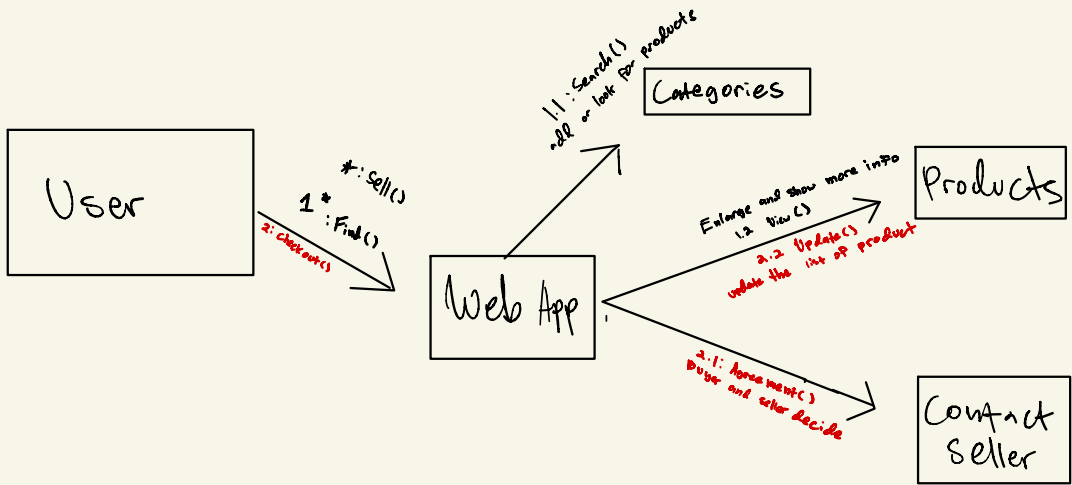 1.1 : Search()
add or look for products
Categories
User
* : Sell()
1 *
: Find()
2: Checkout()
Web App
Enlarge and show more info
1.2 View()
2.2 Update()
update the list of product
Products
2.1: Agreement()
Buyer and seller decide
Contact
Seller